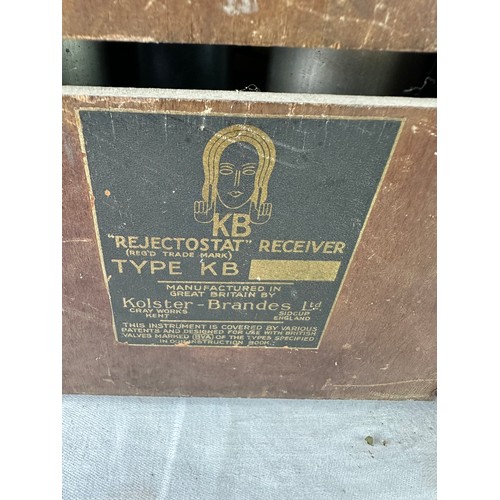 KB
"REJECTOSTAT" RECEIVER
(REG'D TRADE MARK)
TYPE KB
MANUFACTURED IN
GREAT BRITAIN BY
Kolster-Brandes Ltd
CRAY WORKS SIDCUP
KENT ENGLAND
THIS INSTRUMENT IS COVERED BY VARIOUS
PATENTS AND DESIGNED FOR USE WITH BRITISH
VALVES MARKED (BVA) OF THE TYPES SPECIFIED
IN OUR INSTRUCTION BOOK.